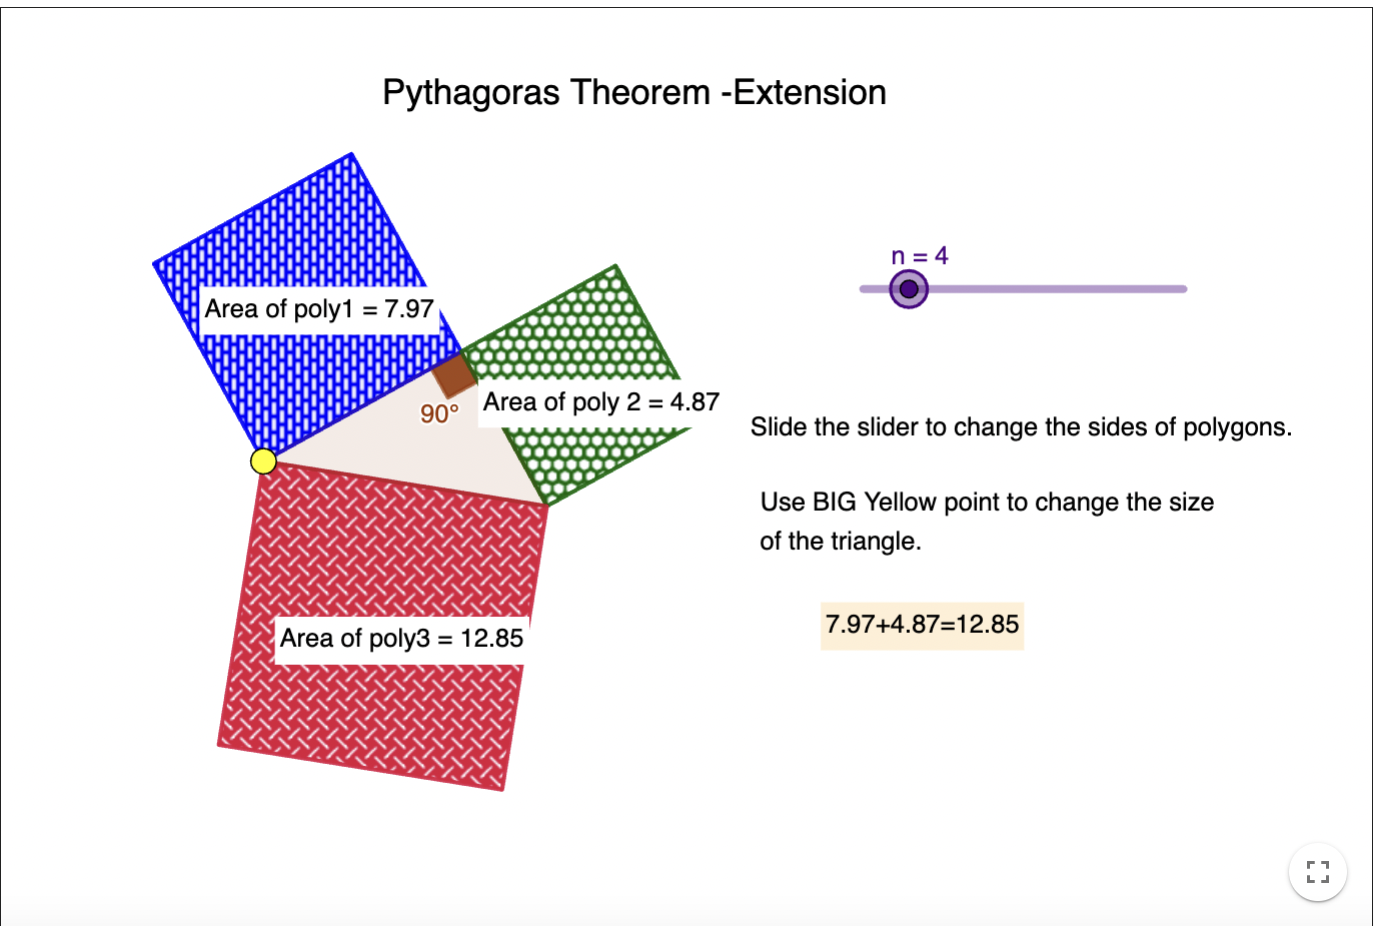 Pythagoras Theorem -Extension
n = 4
Area of poly1 = 7.97
Area of poly 2 = 4.87
90°
Slide the slider to change the sides of polygons.
Use BIG Yellow point to change the size
of the triangle.
7.97+4.87=12.85
Area of poly3 = 12.85